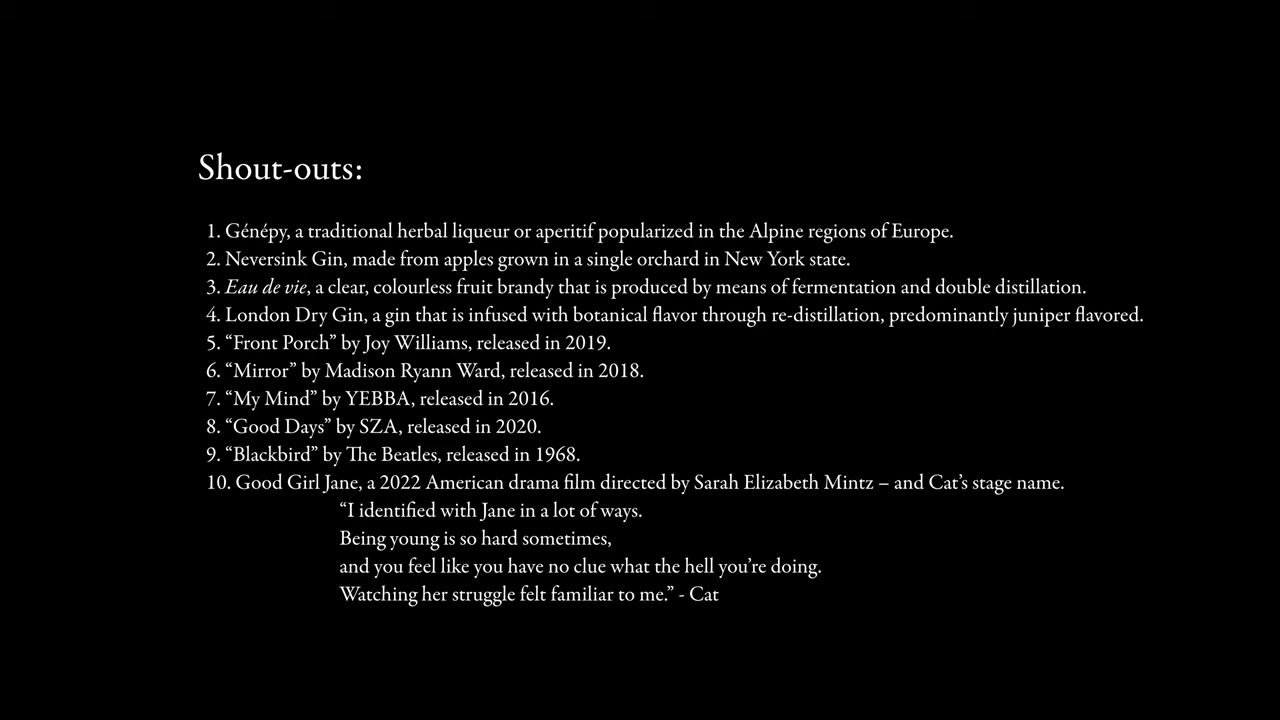 Shout-outs:
1. Génépy, a traditional herbal liqueur or aperitif popularized in the Alpine regions of Europe.
2. Neversink Gin, made from apples grown in a single orchard in New York state.
3. Eau de vie, a clear, colourless fruit brandy that is produced by means of fermentation and double distillation.
4. London Dry Gin, a gin that is infused with botanical flavor through re-distillation, predominantly juniper flavored.
5. “Front Porch” by Joy Williams, released in 2019.
6. “Mirror” by Madison Ryann Ward, released in 2018.
7. “My Mind” by YEBBA, released in 2016.
8. “Good Days” by SZA, released in 2020.
9. “Blackbird” by The Beatles, released in 1968.
10. Good Girl Jane, a 2022 American drama film directed by Sarah Elizabeth Mintz – and Cat’s stage name.
“I identified with Jane in a lot of ways.
Being young is so hard sometimes,
and you feel like you have no clue what the hell you’re doing.
Watching her struggle felt familiar to me.” - Cat